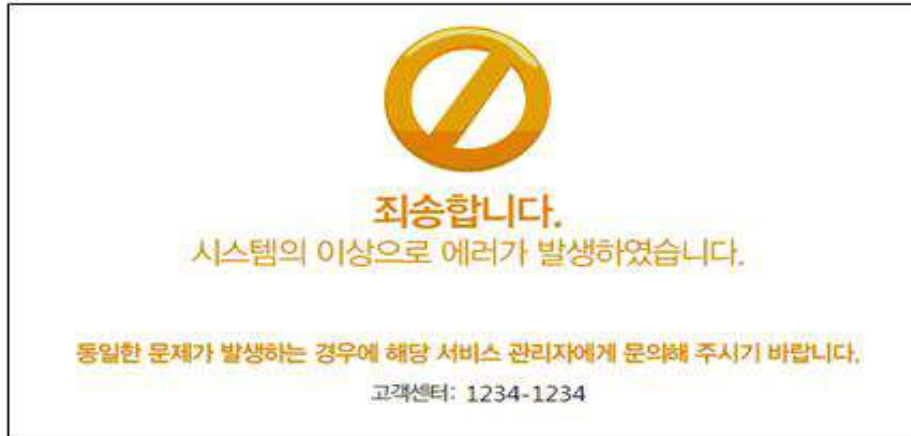 죄송합니다.
시스템의 이상으로 에러가 발생하였습니다.
동일한 문제가 발생하는 경우에 해당 서비스 관리자에게 문의해 주시기 바랍니다.
고객센터: 1234-1234